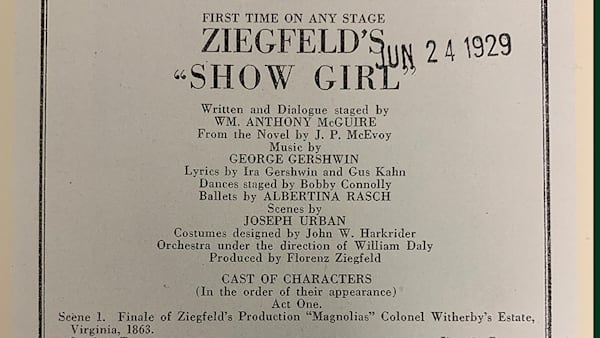 FIRST TIME ON ANY STAGE
ZIEGFELD'S
JUN 24 1929
"SHOW GIRL"
Written and Dialogue staged by
WM. ANTHONY McGUIRE
From the Novel by J. P. McEvoy
Music by
GEORGE GERSHWIN
Lyrics by Ira Gershwin and Gus Kahn
Dances staged by Bobby Connolly
Ballets by ALBERTINA RASCH
Scenes by
JOSEPH URBAN
Costumes designed by John W. Harkrider
Orchestra under the direction of William Daly
Produced by Florenz Ziegfeld
CAST OF CHARACTERS
(In the order of their appearance)
Act One.
Scene 1. Finale of Ziegfeld's Production "Magnolias" Colonel Witherby's Estate,
Virginia, 1863.